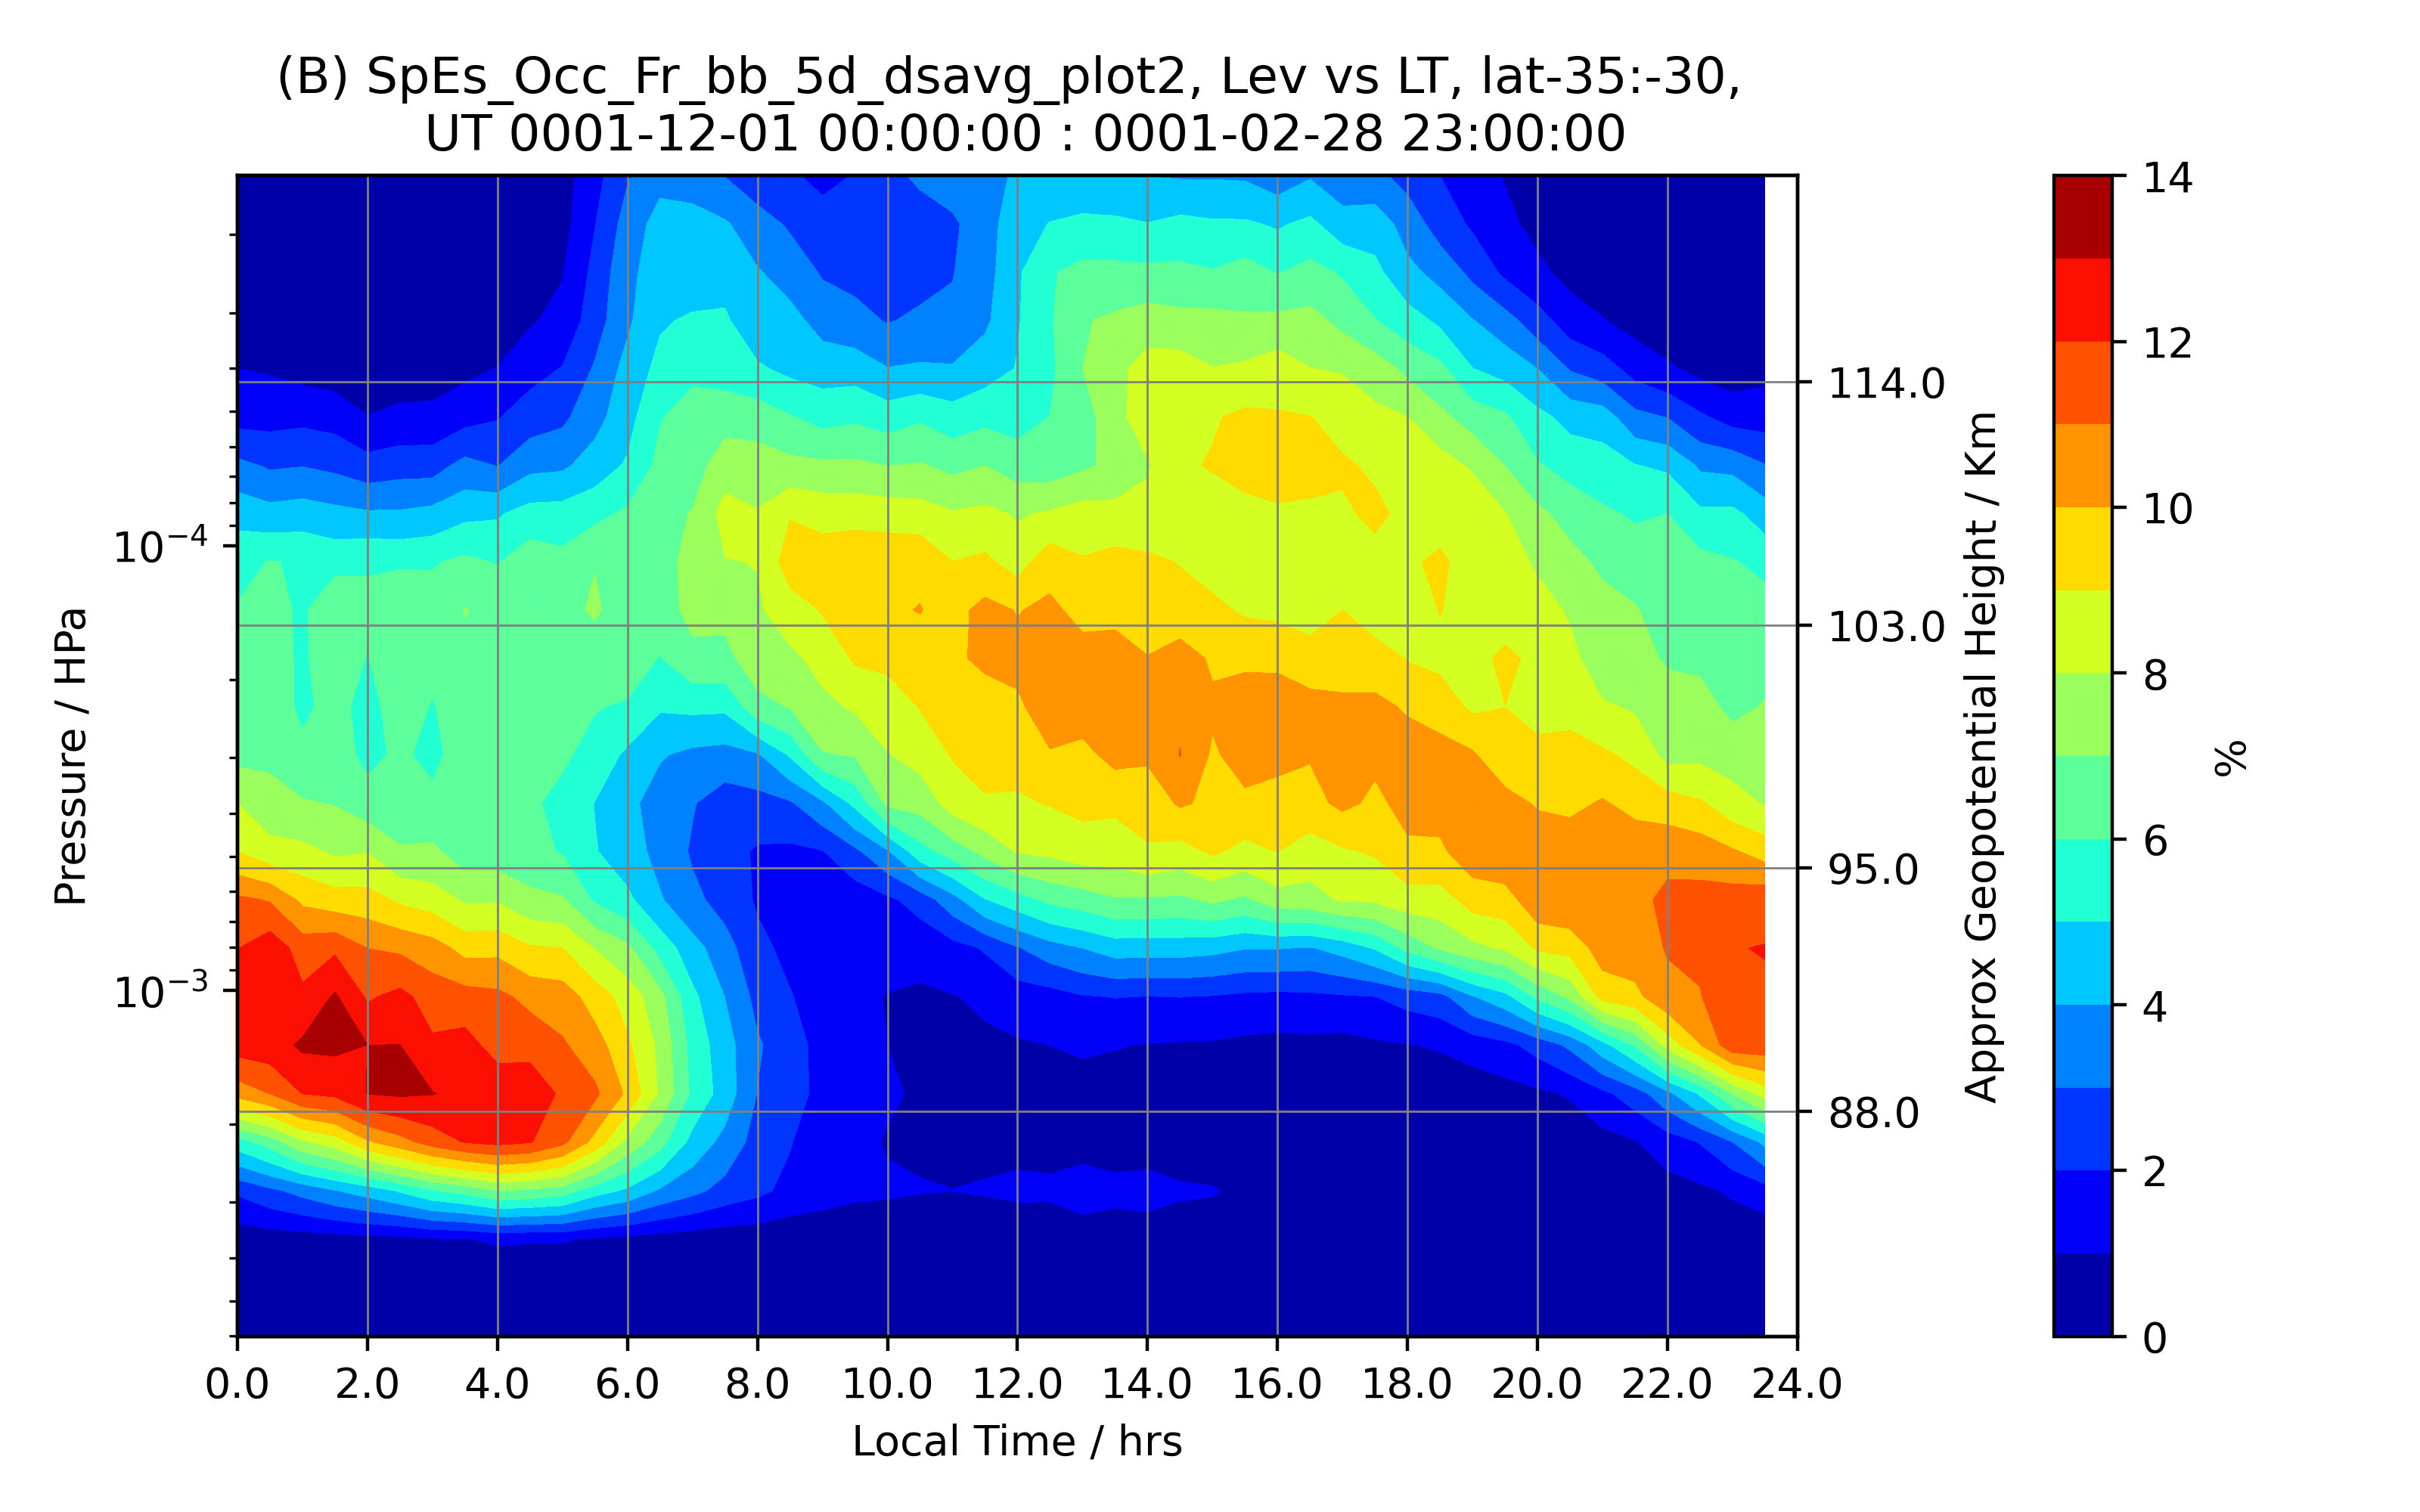 (B) SpEs_Occ_Fr_bb_5d_dsavg_plot2, Lev vs LT, lat-35:-30,
UT 0001-12-01 00:00:00 : 0001-02-28 23:00:00
Pressure / HPa
10⁻⁴
10⁻³
0.0 2.0 4.0 6.0 8.0 10.0 12.0 14.0 16.0 18.0 20.0 22.0 24.0
Local Time / hrs
114.0
103.0
95.0
88.0
Approx Geopotential Height / Km
14
12
10
8
6
4
2
0
%